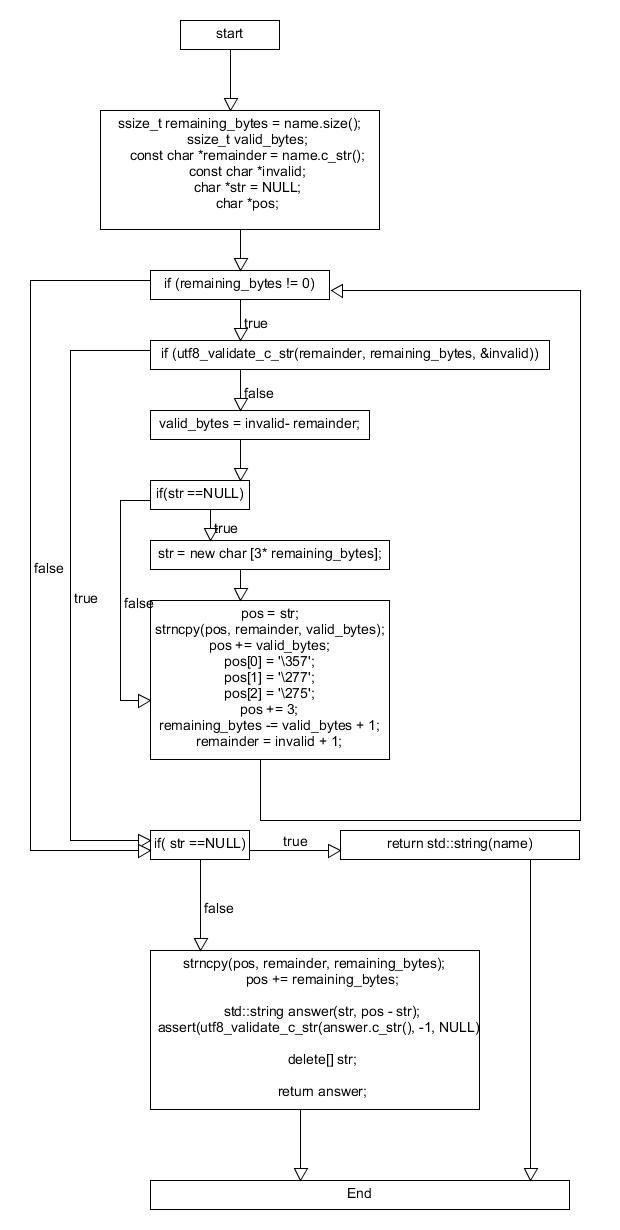 start
ssize_t remaining_bytes = name.size();
ssize_t valid_bytes;
const char *remainder = name.c_str();
const char *invalid;
char *str = NULL;
char *pos;
if (remaining_bytes != 0)
true
if (utf8_validate_c_str(remainder, remaining_bytes, &invalid))
false
valid_bytes = invalid- remainder;
if(str ==NULL)
true
str = new char [3* remaining_bytes];
false
true
false
pos = str;
strncpy(pos, remainder, valid_bytes);
pos += valid_bytes;
pos[0] = '\357';
pos[1] = '\277';
pos[2] = '\275';
pos += 3;
remaining_bytes -= valid_bytes + 1;
remainder = invalid + 1;
if( str ==NULL)
true
return std::string(name)
false
strncpy(pos, remainder, remaining_bytes);
pos += remaining_bytes;
std::string answer(str, pos - str);
assert(utf8_validate_c_str(answer.c_str(), -1, NULL)
delete[] str;
return answer;
End